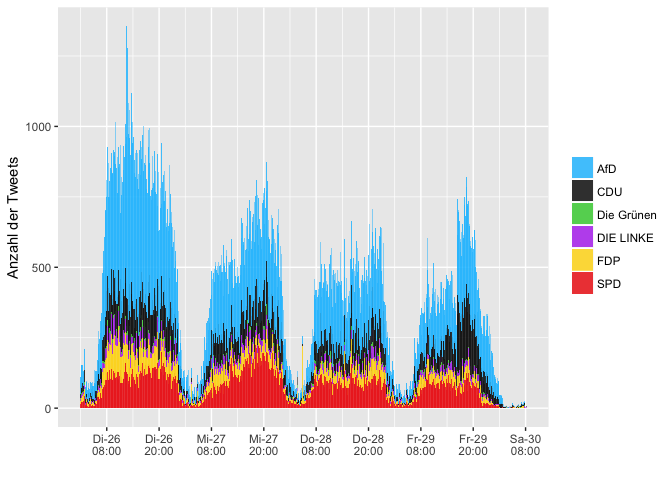 Anzahl der Tweets
1000
500
0
Di-26 Di-26 Mi-27 Mi-27 Do-28 Do-28 Fr-29 Fr-29 Sa-30
08:00 20:00 08:00 20:00 08:00 20:00 08:00 20:00 08:00
AfD
CDU
Die Grünen
DIE LINKE
FDP
SPD